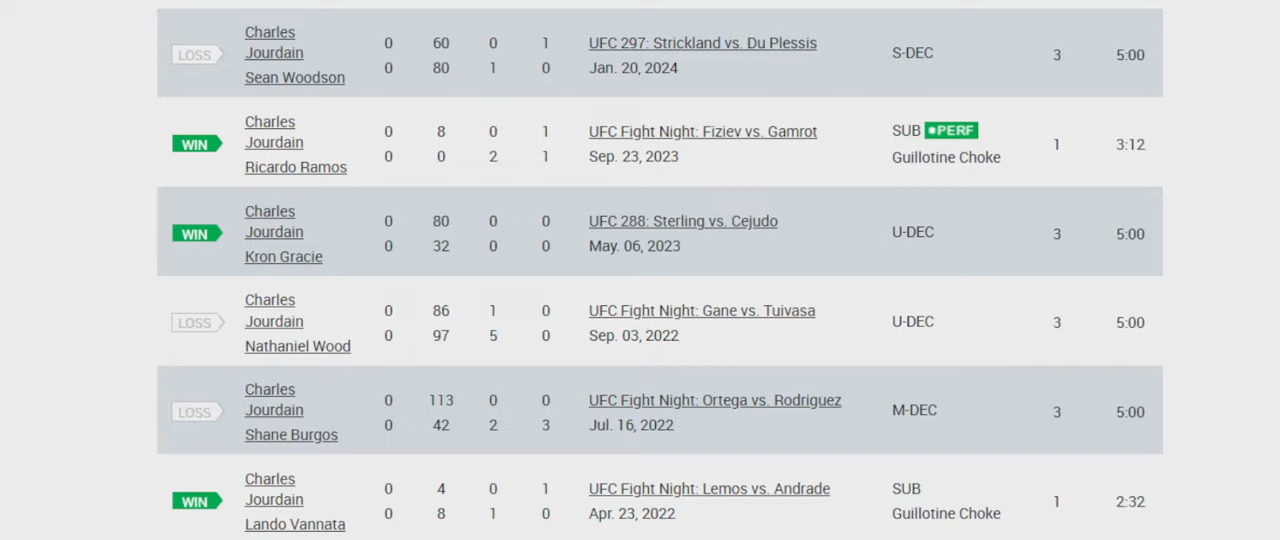 LOSS Charles Jourdain 0 60 0 1 UFC 297: Strickland vs. Du Plessis S-DEC 3 5:00
Sean Woodson 0 80 1 0 Jan. 20, 2024
WIN Charles Jourdain 0 8 0 1 UFC Fight Night: Fiziev vs. Gamrot SUB PERF 1 3:12
Ricardo Ramos 0 0 2 1 Sep. 23, 2023 Guillotine Choke
WIN Charles Jourdain 0 80 0 0 UFC 288: Sterling vs. Cejudo U-DEC 3 5:00
Kron Gracie 0 32 0 0 May. 06, 2023
LOSS Charles Jourdain 0 86 1 0 UFC Fight Night: Gane vs. Tuivasa U-DEC 3 5:00
Nathaniel Wood 0 97 5 0 Sep. 03, 2022
LOSS Charles Jourdain 0 113 0 0 UFC Fight Night: Ortega vs. Rodriguez M-DEC 3 5:00
Shane Burgos 0 42 2 3 Jul. 16, 2022
WIN Charles Jourdain 0 4 0 1 UFC Fight Night: Lemos vs. Andrade SUB 1 2:32
Lando Vannata 0 8 1 0 Apr. 23, 2022 Guillotine Choke